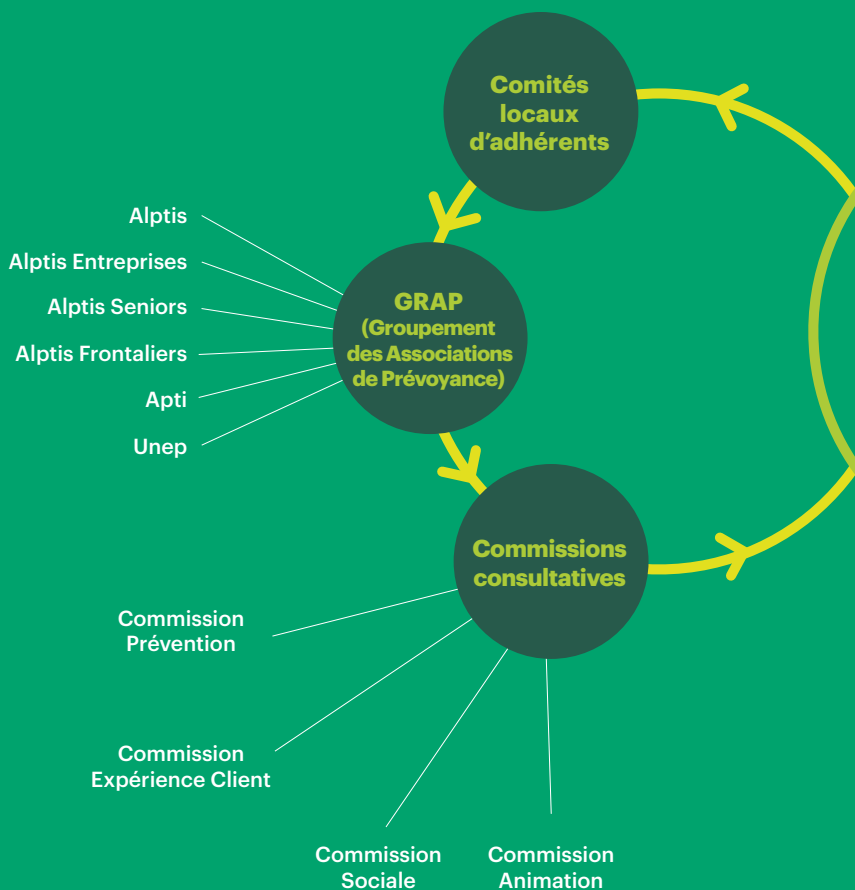 Comités
locaux
d'adhérents
Alptis
Alptis Entreprises
Alptis Seniors
Alptis Frontaliers
Apti
Unep
GRAP
(Groupement
des Associations
de Prévoyance)
Commissions
consultatives
Commission
Prévention
Commission
Expérience Client
Commission
Sociale
Commission
Animation